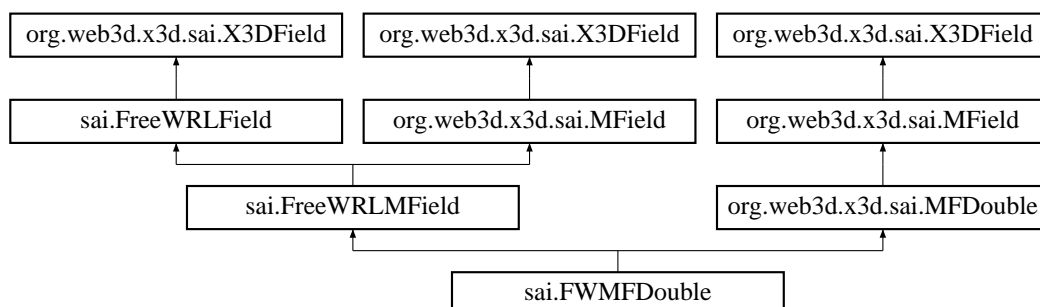 org.web3d.x3d.sai.X3DField
org.web3d.x3d.sai.X3DField
org.web3d.x3d.sai.X3DField
sai.FreeWRLField
org.web3d.x3d.sai.MField
org.web3d.x3d.sai.MField
sai.FreeWRLMField
org.web3d.x3d.sai.MFDouble
sai.FWMFDouble